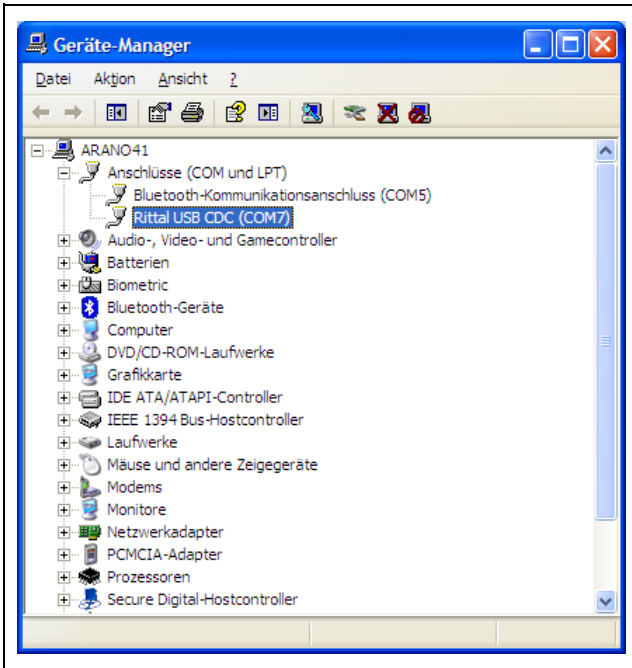 Geräte-Manager
Datei Aktion Ansicht ?
ARANO41
Anschlüsse (COM und LPT)
Bluetooth-Kommunikationsanschluss (COM5)
Rittal USB CDC (COM7)
Audio-, Video- und Gamecontroller
Batterien
Biometric
Bluetooth-Geräte
Computer
DVD/CD-ROM-Laufwerke
Grafikkarte
IDE ATA/ATAPI-Controller
IEEE 1394 Bus-Hostcontroller
Laufwerke
Mäuse und andere Zeigegeräte
Modems
Monitore
Netzwerkadapter
PCMCIA-Adapter
Prozessoren
Secure Digital-Hostcontroller